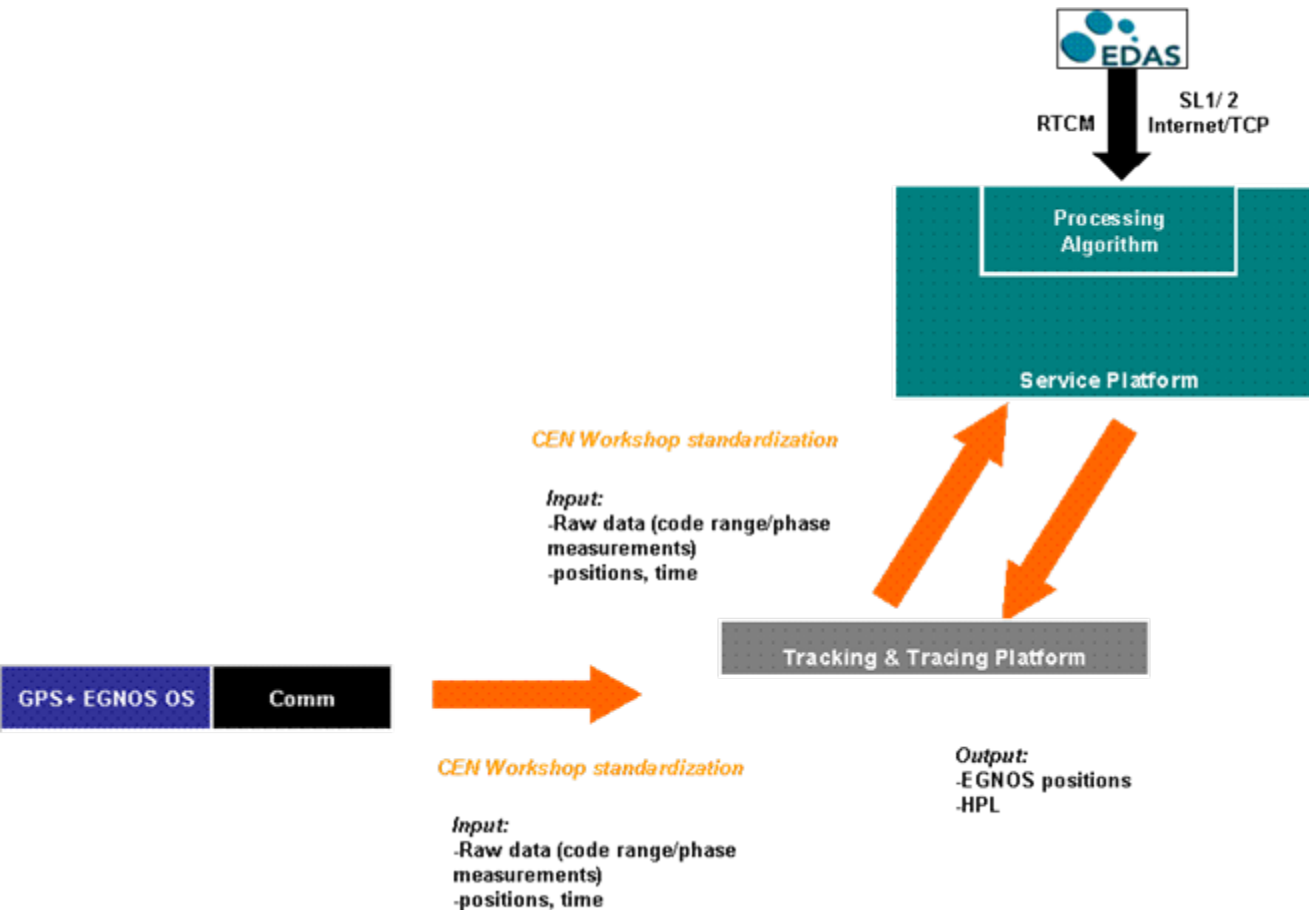 EDAS
SL1/ 2
RTCM
Internet/TCP
Processing
Algorithm
Service Platform
CEN Workshop standardization
Input:
-Raw data (code range/phase
measurements)
-positions, time
Tracking & Tracing Platform
GPS+ EGNOS OS
Comm
CEN Workshop standardization
Input:
-Raw data (code range/phase
measurements)
-positions, time
Output:
-EGNOS positions
-HPL